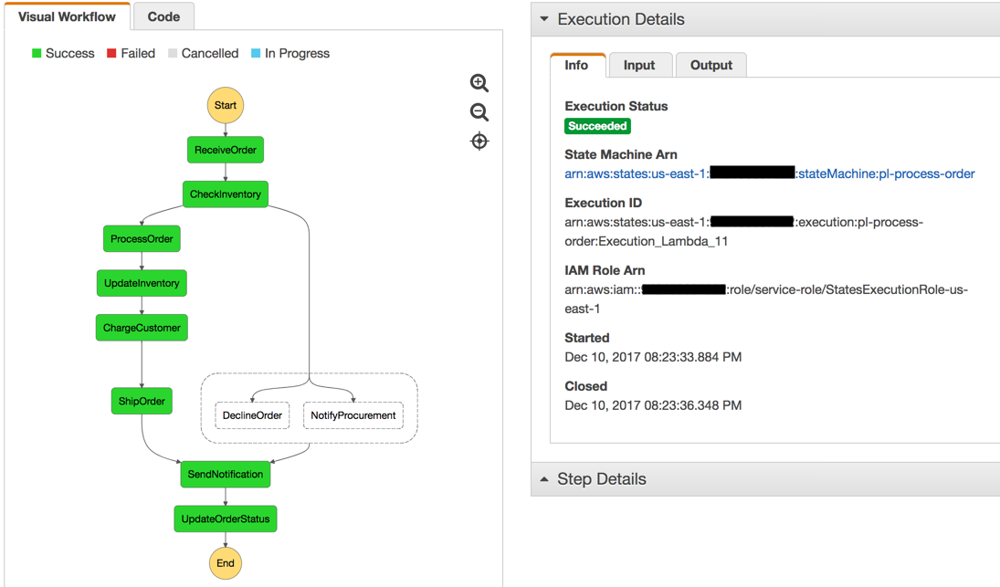 Visual Workflow
Code
Success
Failed
Cancelled
In Progress
Start
ReceiveOrder
CheckInventory
ProcessOrder
UpdateInventory
ChargeCustomer
ShipOrder
DeclineOrder
NotifyProcurement
SendNotification
UpdateOrderStatus
End
Execution Details
Info
Input
Output
Execution Status
Succeeded
State Machine Arn
arn:aws:states:us-east-1: :stateMachine:pl-process-order
Execution ID
arn:aws:states:us-east-1: :execution:pl-process-
order:Execution_Lambda_11
IAM Role Arn
arn:aws:iam:: :role/service-role/StatesExecutionRole-us-
east-1
Started
Dec 10, 2017 08:23:33.884 PM
Closed
Dec 10, 2017 08:23:36.348 PM
Step Details